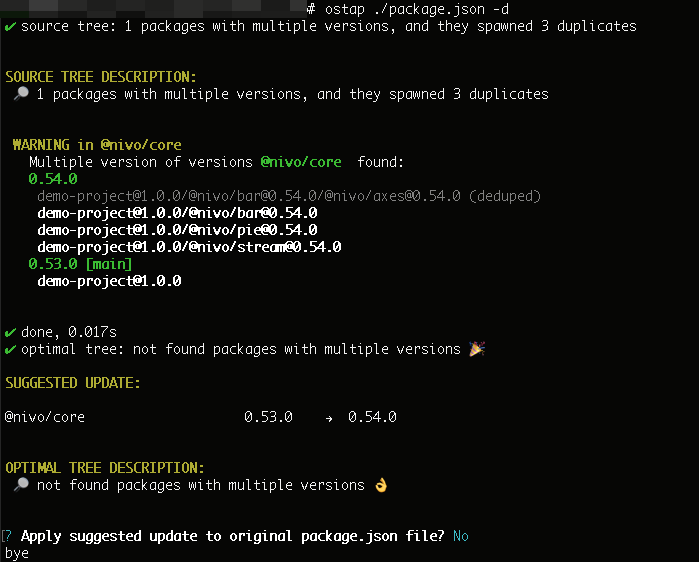 # ostap ./package.json -d
✔ source tree: 1 packages with multiple versions, and they spawned 3 duplicates
SOURCE TREE DESCRIPTION:
🔎 1 packages with multiple versions, and they spawned 3 duplicates
WARNING in @nivo/core
Multiple version of versions @nivo/core found:
0.54.0
demo-project@1.0.0/@nivo/bar@0.54.0/@nivo/axes@0.54.0 (deduped)
demo-project@1.0.0/@nivo/bar@0.54.0
demo-project@1.0.0/@nivo/pie@0.54.0
demo-project@1.0.0/@nivo/stream@0.54.0
0.53.0 [main]
demo-project@1.0.0
✔ done, 0.017s
✔ optimal tree: not found packages with multiple versions 🎉
SUGGESTED UPDATE:
@nivo/core 0.53.0 → 0.54.0
OPTIMAL TREE DESCRIPTION:
🔎 not found packages with multiple versions 👌
[? Apply suggested update to original package.json file? No
bye